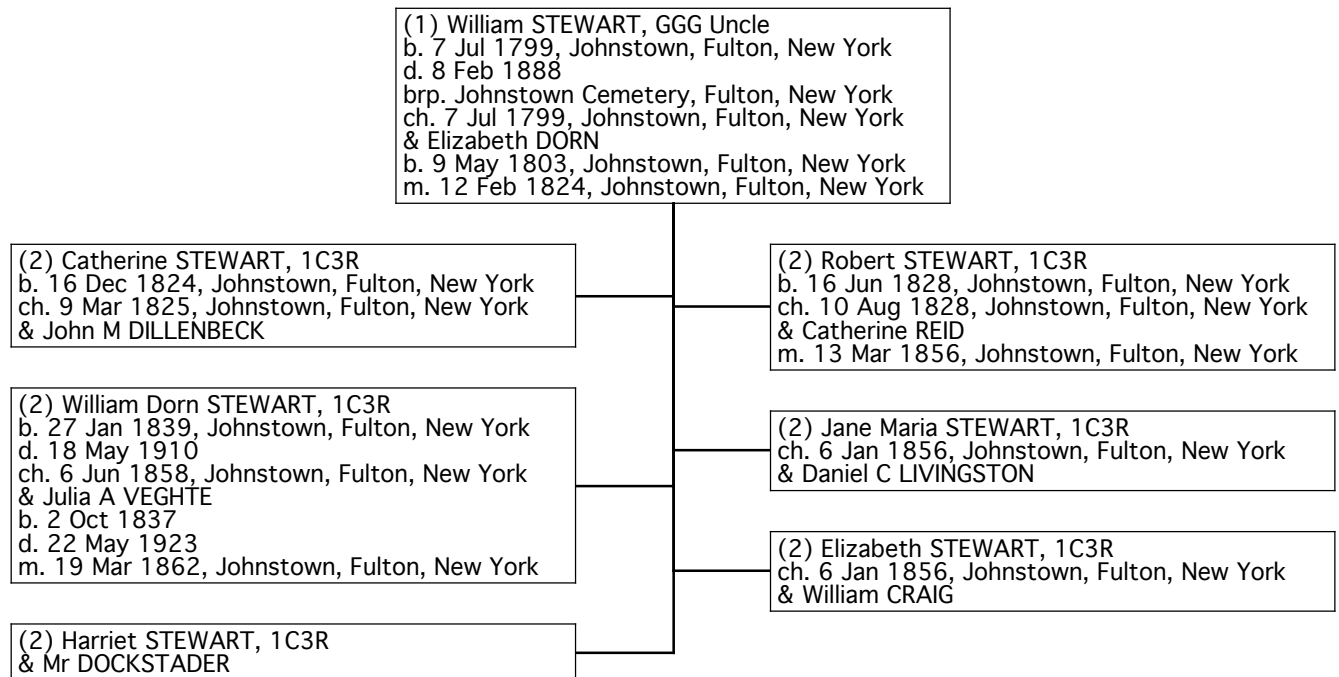 (1) William STEWART, GGG Uncle
b. 7 Jul 1799, Johnstown, Fulton, New York
d. 8 Feb 1888
brp. Johnstown Cemetery, Fulton, New York
ch. 7 Jul 1799, Johnstown, Fulton, New York
& Elizabeth DORN
b. 9 May 1803, Johnstown, Fulton, New York
m. 12 Feb 1824, Johnstown, Fulton, New York
(2) Catherine STEWART, 1C3R
b. 16 Dec 1824, Johnstown, Fulton, New York
ch. 9 Mar 1825, Johnstown, Fulton, New York
& John M DILLENBECK
(2) Robert STEWART, 1C3R
b. 16 Jun 1828, Johnstown, Fulton, New York
ch. 10 Aug 1828, Johnstown, Fulton, New York
& Catherine REID
m. 13 Mar 1856, Johnstown, Fulton, New York
(2) William Dorn STEWART, 1C3R
b. 27 Jan 1839, Johnstown, Fulton, New York
d. 18 May 1910
ch. 6 Jun 1858, Johnstown, Fulton, New York
& Julia A VEGHTE
b. 2 Oct 1837
d. 22 May 1923
m. 19 Mar 1862, Johnstown, Fulton, New York
(2) Jane Maria STEWART, 1C3R
ch. 6 Jan 1856, Johnstown, Fulton, New York
& Daniel C LIVINGSTON
(2) Elizabeth STEWART, 1C3R
ch. 6 Jan 1856, Johnstown, Fulton, New York
& William CRAIG
(2) Harriet STEWART, 1C3R
& Mr DOCKSTADER